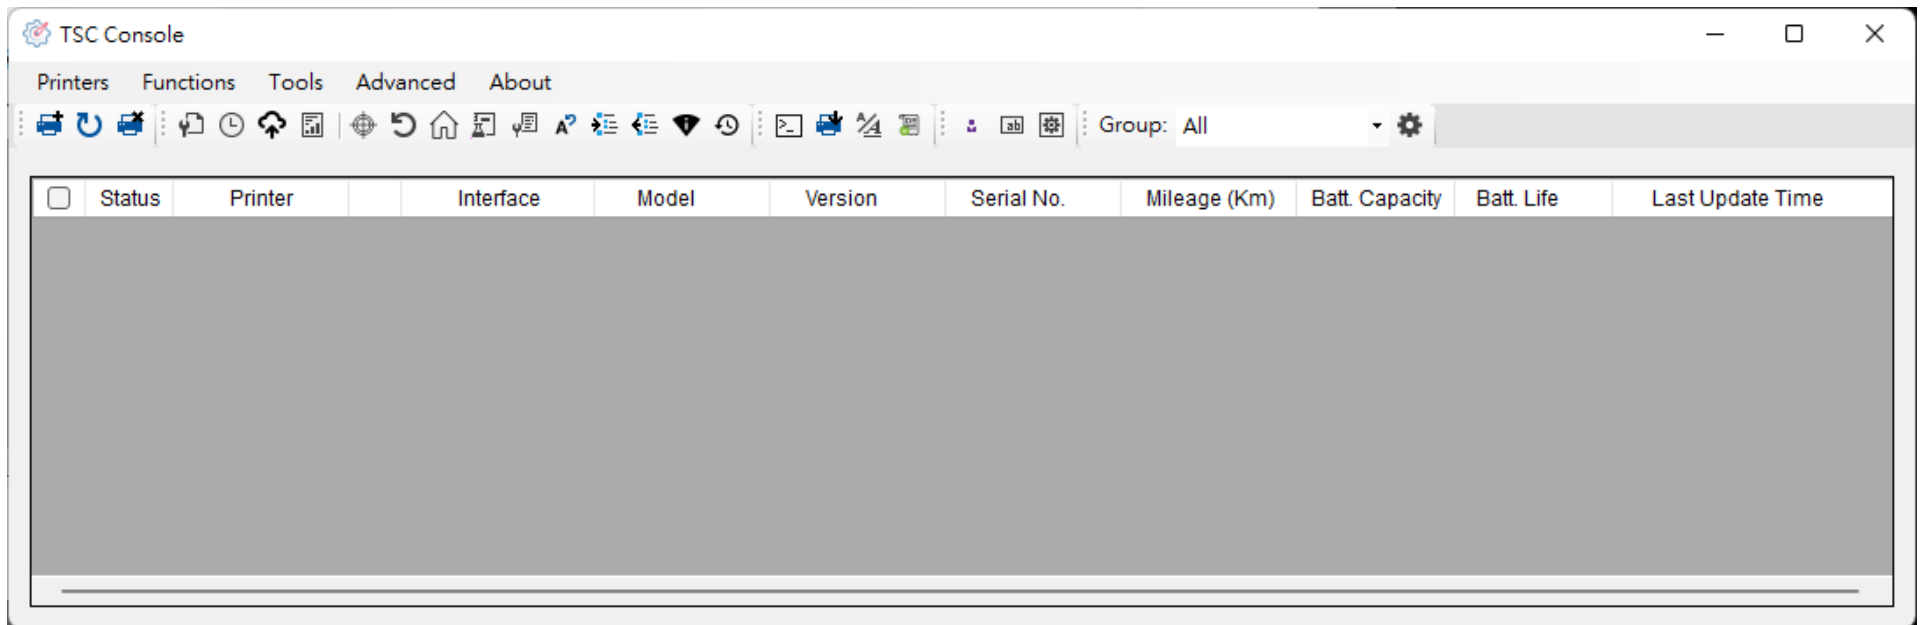 TSC Console
Printers Functions Tools Advanced About
Group: All
Status Printer Interface Model Version Serial No. Mileage (Km) Batt. Capacity Batt. Life Last Update Time